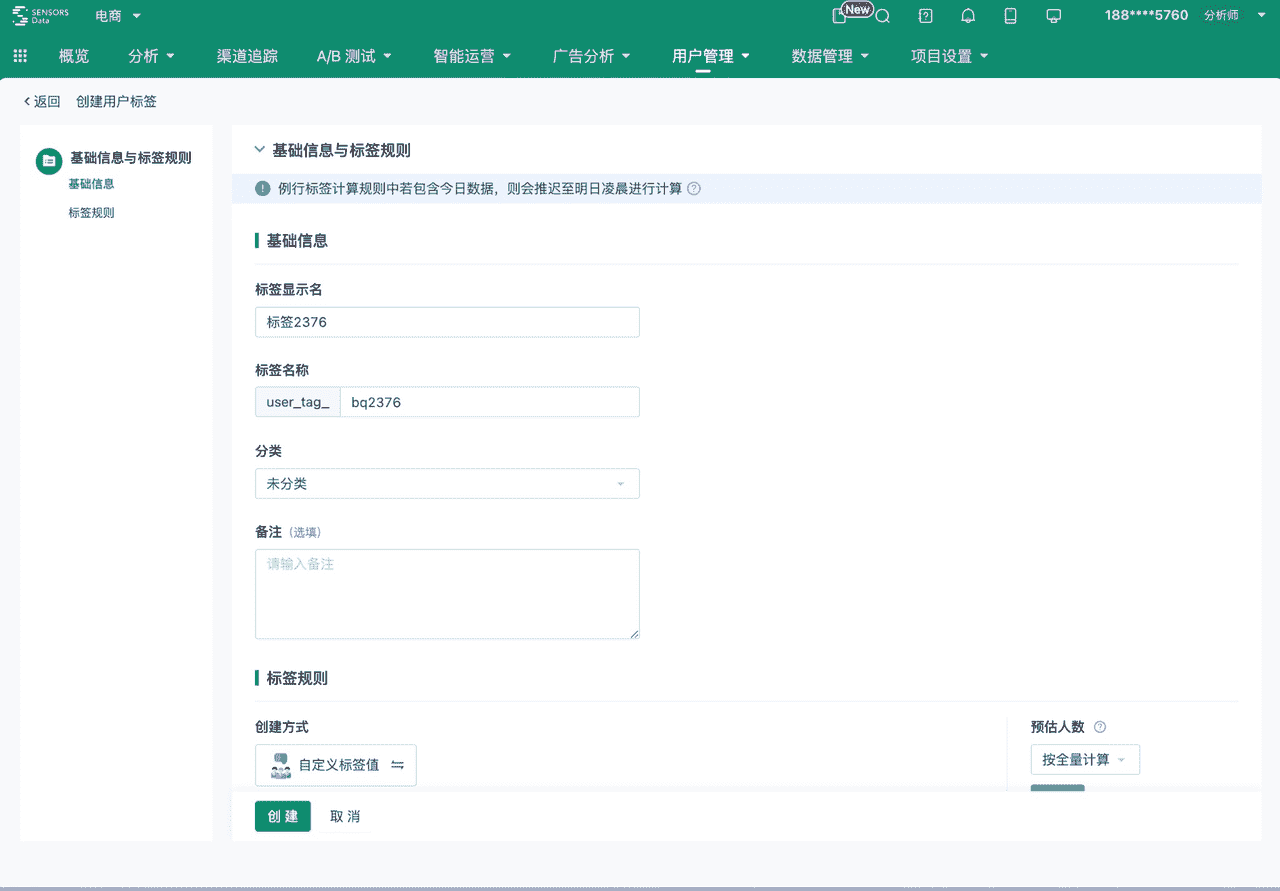 SENSORS Data 电商 New 188****5760 分析师
概览 分析 渠道追踪 A/B 测试 智能运营 广告分析 用户管理 数据管理 项目设置
返回 创建用户标签
基础信息与标签规则
基础信息
标签规则
基础信息与标签规则
例行标签计算规则中若包含今日数据，则会推迟至明日凌晨进行计算
基础信息
标签显示名
标签2376
标签名称
user_tag_ bq2376
分类
未分类
备注（选填）
请输入备注
标签规则
创建方式 预估人数
自定义标签值 按全量计算
创 建 取 消